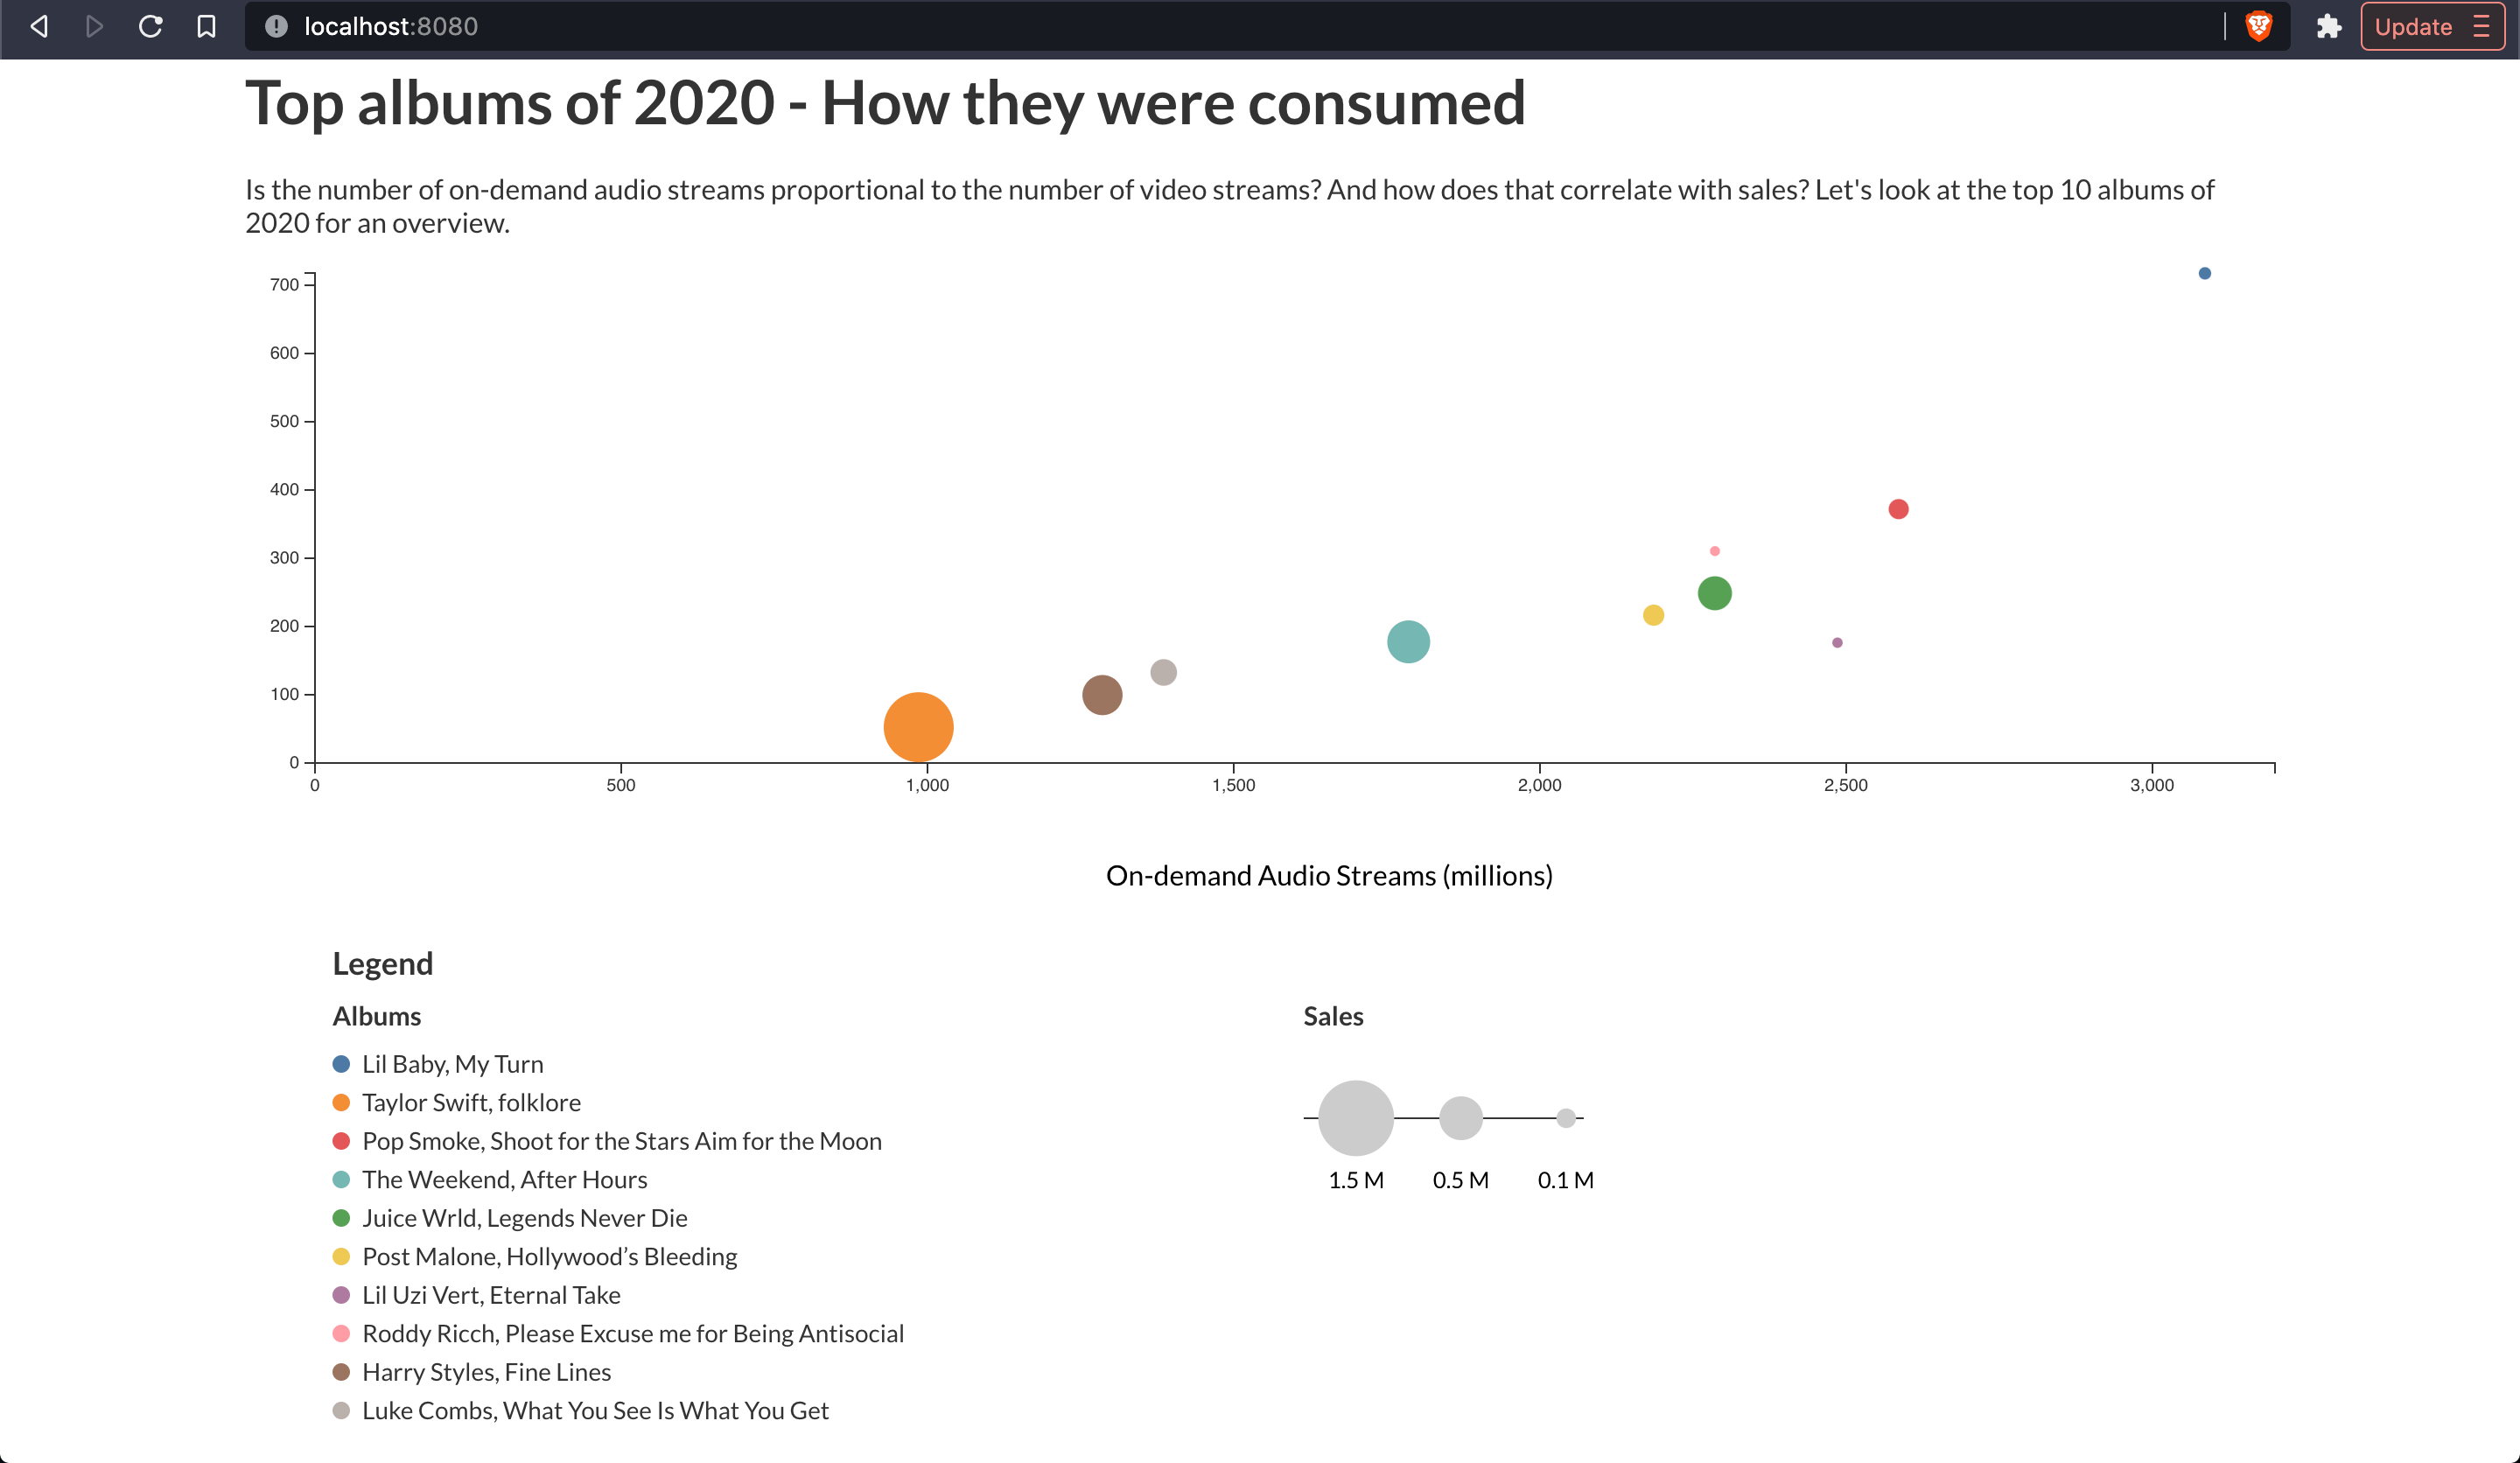 localhost:8080
Update
Top albums of 2020 - How they were consumed
Is the number of on-demand audio streams proportional to the number of video streams? And how does that correlate with sales? Let's look at the top 10 albums of
2020 for an overview.
700
600
500
400
300
200
100
0
0 500 1,000 1,500 2,000 2,500 3,000
On-demand Audio Streams (millions)
Legend
Albums
Lil Baby, My Turn
Taylor Swift, folklore
Pop Smoke, Shoot for the Stars Aim for the Moon
The Weekend, After Hours
Juice Wrld, Legends Never Die
Post Malone, Hollywood’s Bleeding
Lil Uzi Vert, Eternal Take
Roddy Ricch, Please Excuse me for Being Antisocial
Harry Styles, Fine Lines
Luke Combs, What You See Is What You Get
Sales
1.5 M 0.5 M 0.1 M